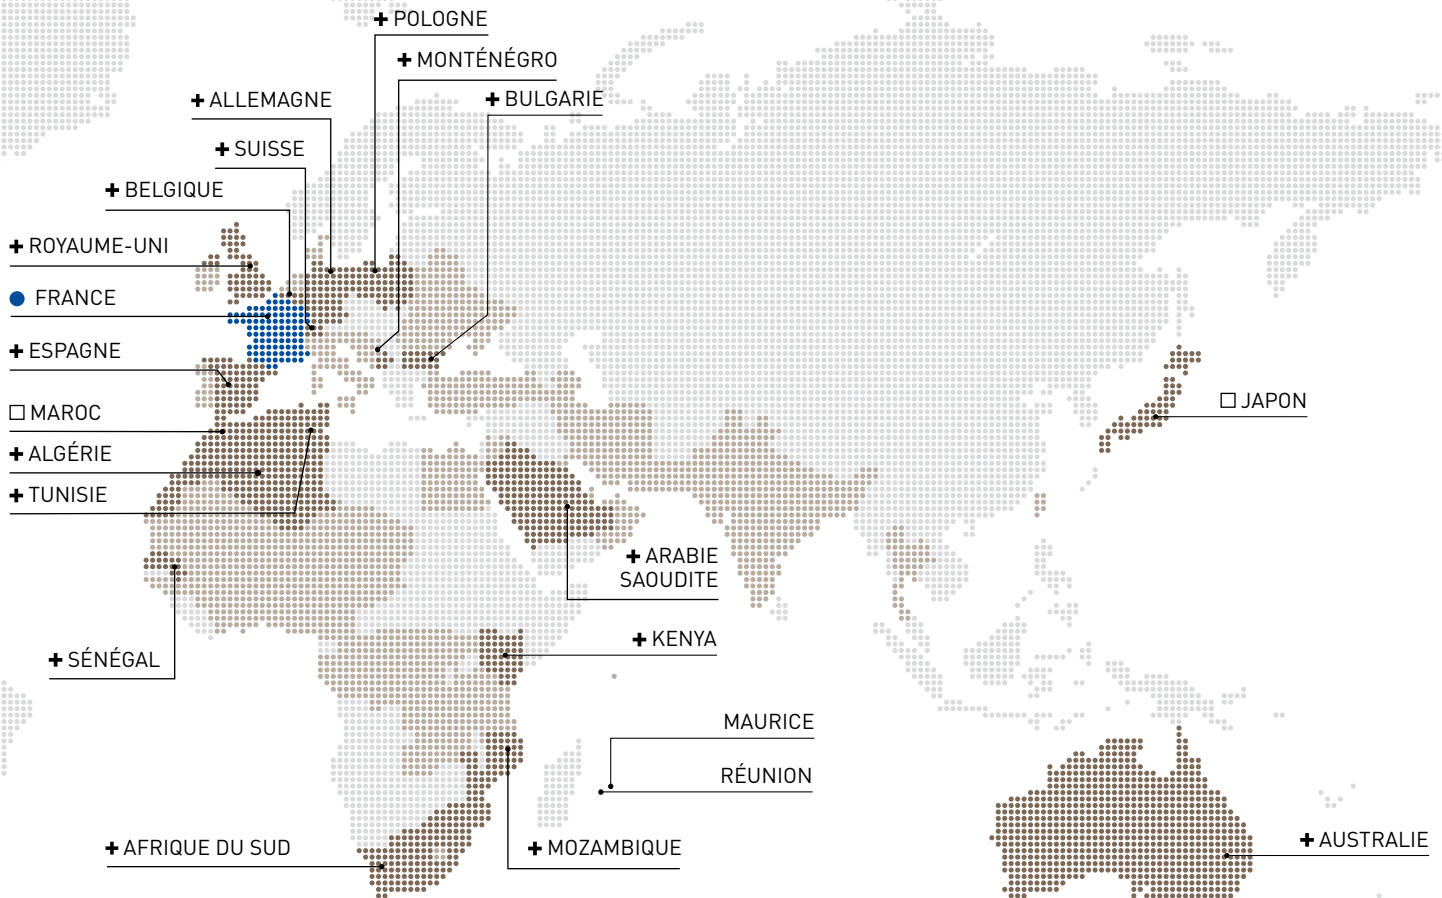 + POLOGNE
+ MONTÉNÉGRO
+ ALLEMAGNE
+ BULGARIE
+ SUISSE
+ BELGIQUE
+ ROYAUME-UNI
● FRANCE
+ ESPAGNE
□ MAROC
+ ALGÉRIE
+ TUNISIE
□ JAPON
+ ARABIE
SAOUDITE
+ KENYA
+ SÉNÉGAL
MAURICE
RÉUNION
+ AFRIQUE DU SUD
+ MOZAMBIQUE
+ AUSTRALIE